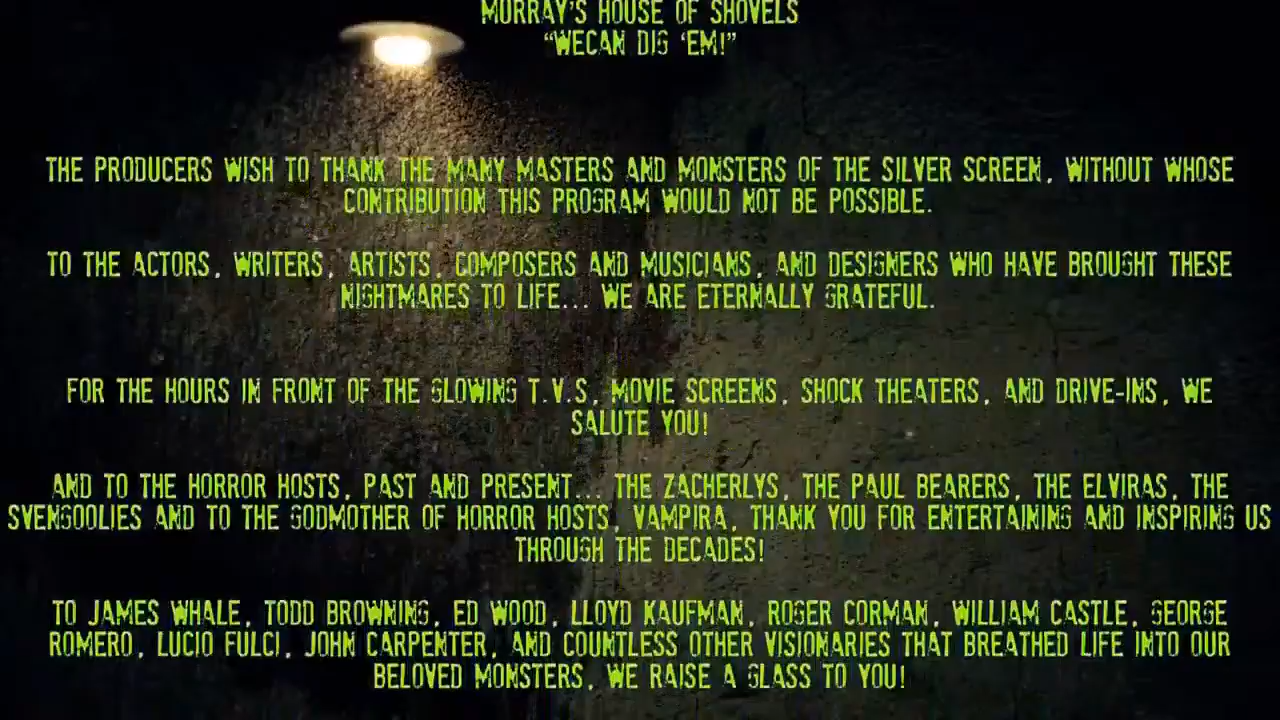 MURRAY'S HOUSE OF SHOVELS
“WECAN DIG ‘EM!”
THE PRODUCERS WISH TO THANK THE MANY MASTERS AND MONSTERS OF THE SILVER SCREEN, WITHOUT WHOSE
CONTRIBUTION THIS PROGRAM WOULD NOT BE POSSIBLE.
TO THE ACTORS, WRITERS, ARTISTS, COMPOSERS AND MUSICIANS, AND DESIGNERS WHO HAVE BROUGHT THESE
NIGHTMARES TO LIFE... WE ARE ETERNALLY GRATEFUL.
FOR THE HOURS IN FRONT OF THE GLOWING T.V.S, MOVIE SCREENS, SHOCK THEATERS, AND DRIVE-INS, WE
SALUTE YOU!
AND TO THE HORROR HOSTS, PAST AND PRESENT... THE ZACHERLYS, THE PAUL BEARERS, THE ELVIRAS, THE
SVENGOOLIES AND TO THE GODMOTHER OF HORROR HOSTS, VAMPIRA, THANK YOU FOR ENTERTAINING AND INSPIRING US
THROUGH THE DECADES!
TO JAMES WHALE, TODD BROWNING, ED WOOD, LLOYD KAUFMAN, ROGER CORMAN, WILLIAM CASTLE, GEORGE
ROMERO, LUCIO FULCI, JOHN CARPENTER, AND COUNTLESS OTHER VISIONARIES THAT BREATHED LIFE INTO OUR
BELOVED MONSTERS, WE RAISE A GLASS TO YOU!